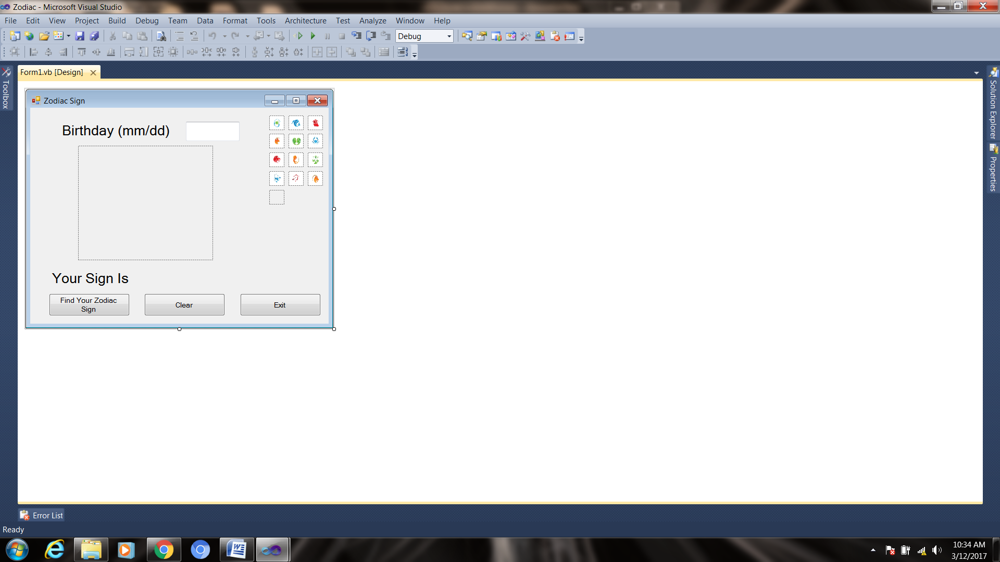 Zodiac - Microsoft Visual Studio
File Edit View Project Build Debug Team Data Format Tools Architecture Test Analyze Window Help
Debug
Form1.vb [Design]
Toolbox
Zodiac Sign
Birthday (mm/dd)
Your Sign Is
Find Your Zodiac
Sign
Clear
Exit
Solution Explorer
Properties
Error List
Ready
10:34 AM
3/12/2017